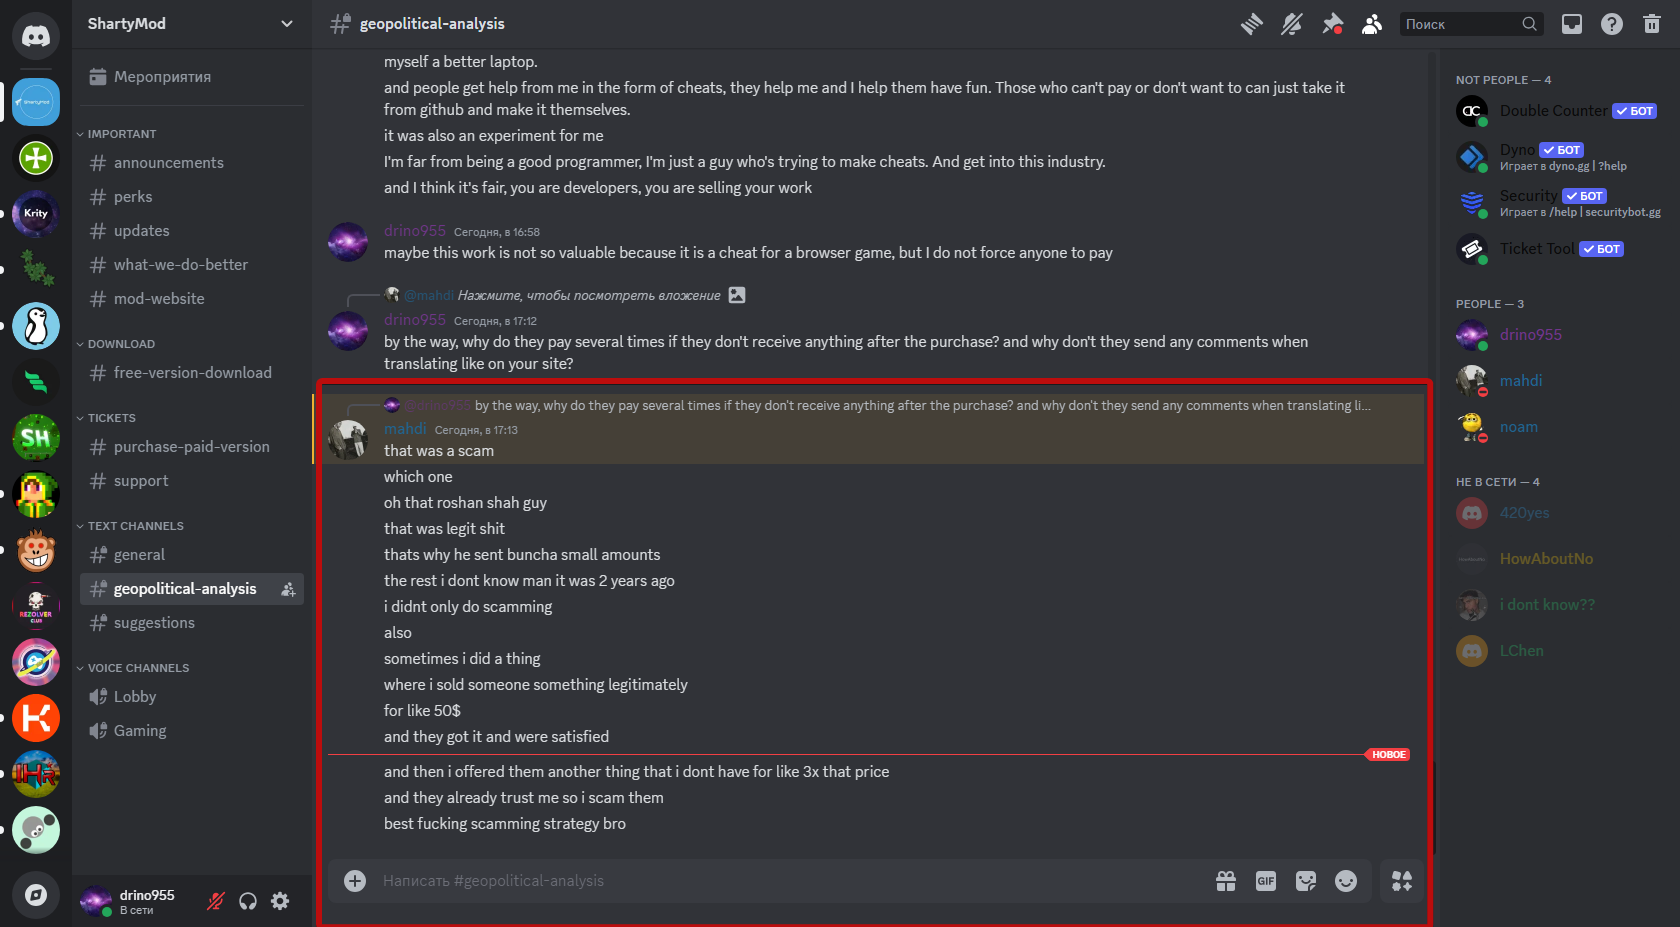 ShartyMod
geopolitical-analysis
Поиск
Мероприятия
IMPORTANT
announcements
perks
updates
what-we-do-better
mod-website
DOWNLOAD
free-version-download
TICKETS
purchase-paid-version
support
TEXT CHANNELS
general
geopolitical-analysis
suggestions
VOICE CHANNELS
Lobby
Gaming
drino955
В сети
Krity
SH
REZOLVER
CLUB
IHR
myself a better laptop.
and people get help from me in the form of cheats, they help me and I help them have fun. Those who can't pay or don't want to can just take it
from github and make it themselves.
it was also an experiment for me
I'm far from being a good programmer, I'm just a guy who's trying to make cheats. And get into this industry.
and I think it's fair, you are developers, you are selling your work
drino955 Сегодня, в 16:58
maybe this work is not so valuable because it is a cheat for a browser game, but I do not force anyone to pay
@mahdi Нажмите, чтобы посмотреть вложение
drino955 Сегодня, в 17:12
by the way, why do they pay several times if they don't receive anything after the purchase? and why don't they send any comments when
translating like on your site?
@drino955 by the way, why do they pay several times if they don't receive anything after the purchase? and why don't they send any comments when translating li...
mahdi Сегодня, в 17:13
that was a scam
which one
oh that roshan shah guy
that was legit shit
thats why he sent buncha small amounts
the rest i dont know man it was 2 years ago
i didnt only do scamming
also
sometimes i did a thing
where i sold someone something legitimately
for like 50$
and they got it and were satisfied
НОВОЕ
and then i offered them another thing that i dont have for like 3x that price
and they already trust me so i scam them
best fucking scamming strategy bro
Написать #geopolitical-analysis
GIF
NOT PEOPLE — 4
Double Counter БОТ
Dyno БОТ
Играет в dyno.gg | ?help
Security БОТ
Играет в /help | securitybot.gg
Ticket Tool БОТ
PEOPLE — 3
drino955
mahdi
noam
НЕ В СЕТИ — 4
420yes
HowAboutNo
i dont know??
LChen